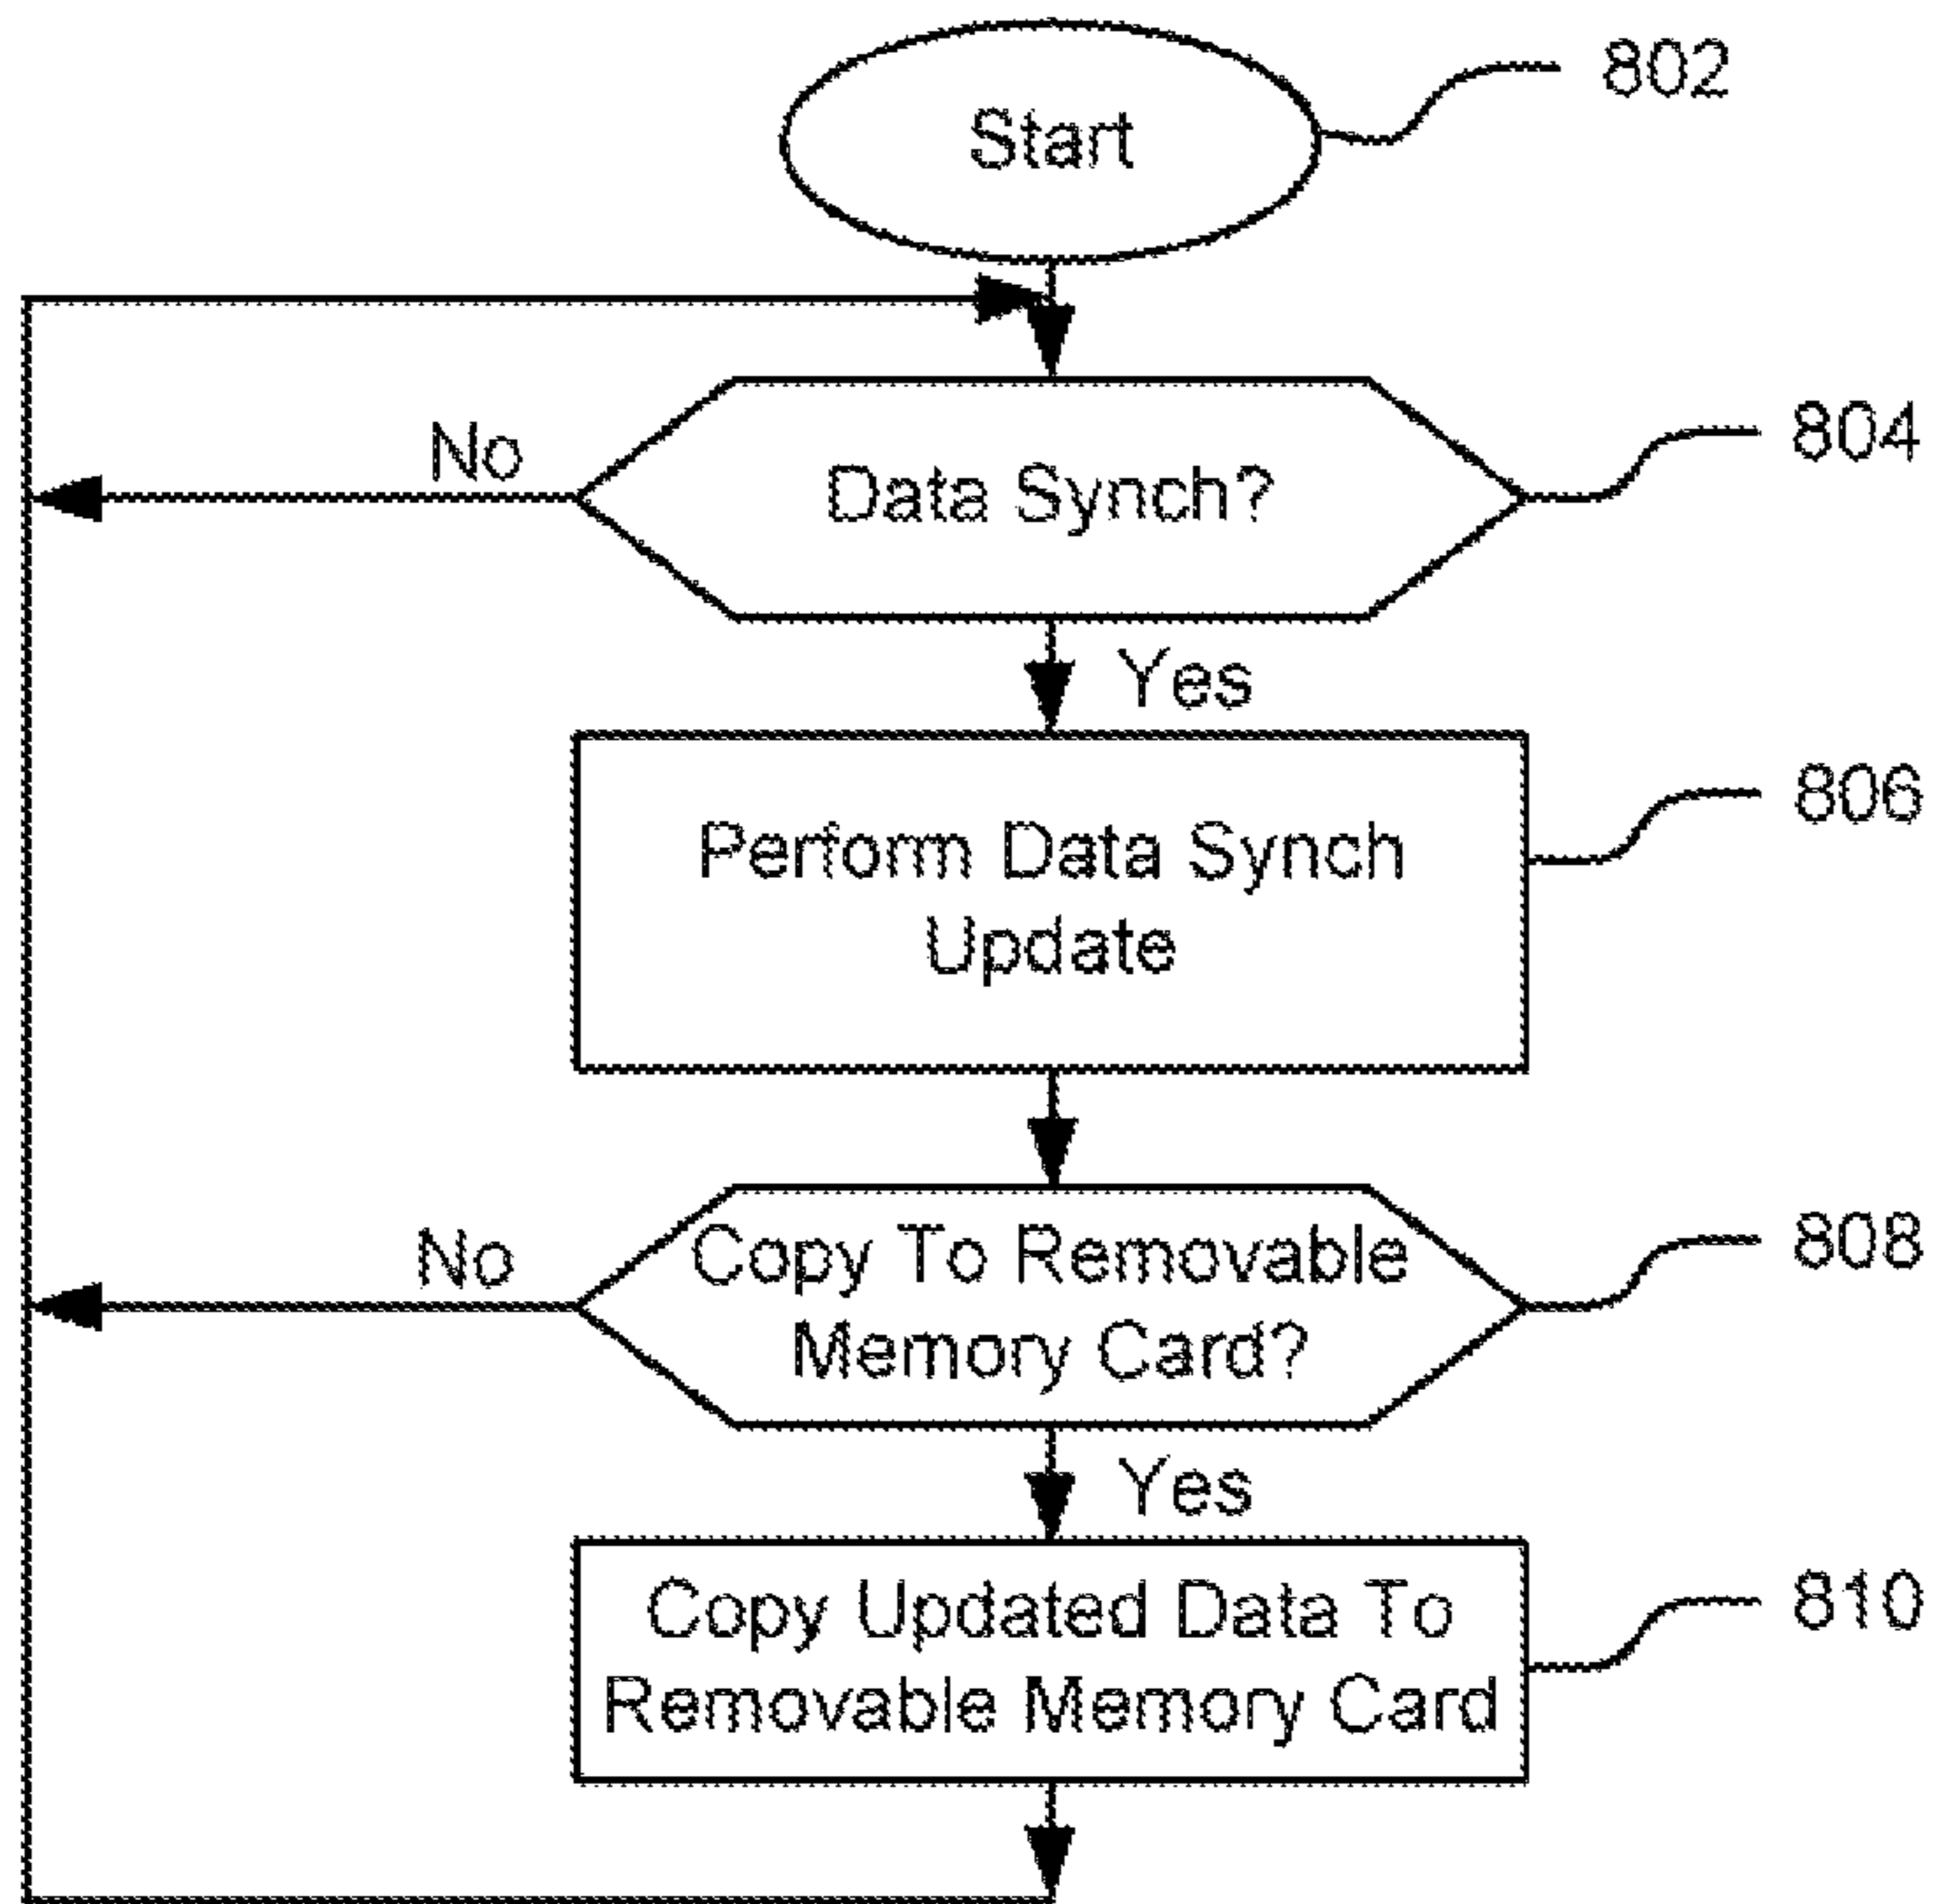 Start
802
No
Data Synch?
804
Yes
Perform Data Synch
Update
806
No
Copy To Removable
Memory Card?
808
Yes
Copy Updated Data To
Removable Memory Card
810